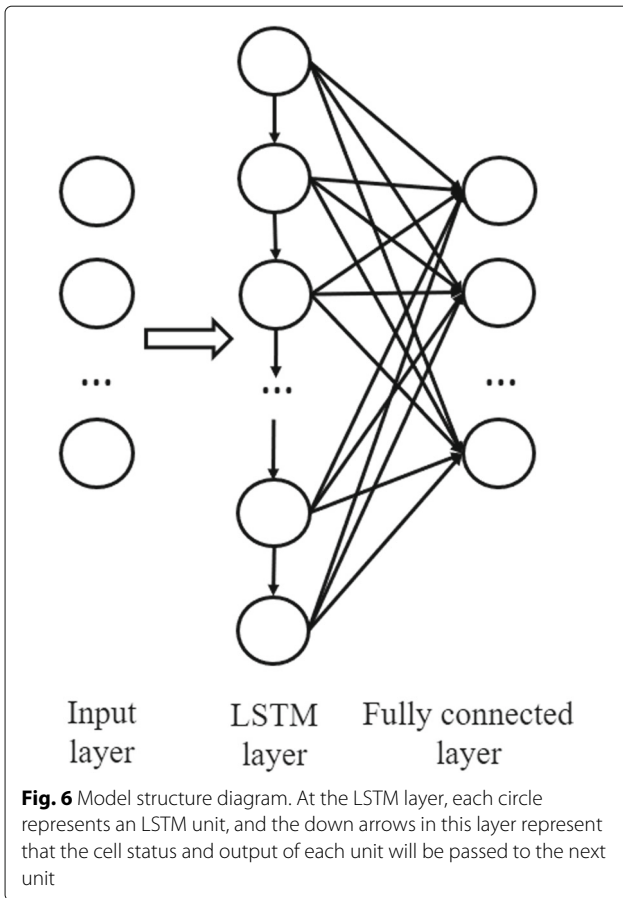 ...
...
...
Input
layer
LSTM
layer
Fully connected
layer
Fig. 6 Model structure diagram. At the LSTM layer, each circle
represents an LSTM unit, and the down arrows in this layer represent
that the cell status and output of each unit will be passed to the next
unit